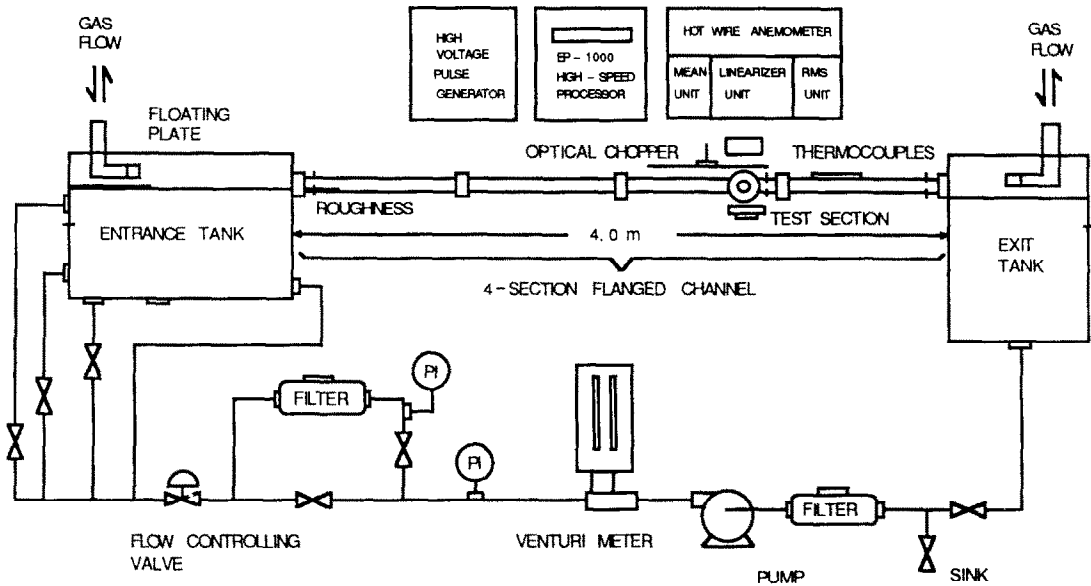 GAS
FLOW
HIGH
VOLTAGE
PULSE
GENERATOR
EP-1000
HIGH-SPEED
PROCESSOR
HOT WIRE ANEMOMETER
MEAN
UNIT
LINEARIZER
UNIT
RMS
UNIT
GAS
FLOW
FLOATING
PLATE
OPTICAL CHOPPER
THERMOCOUPLES
ROUGHNESS
TEST SECTION
ENTRANCE TANK
4.0 m
EXIT
TANK
4-SECTION FLANGED CHANNEL
FILTER
PI
PI
FILTER
FLOW CONTROLLING
VALVE
VENTURI METER
PUMP
SINK